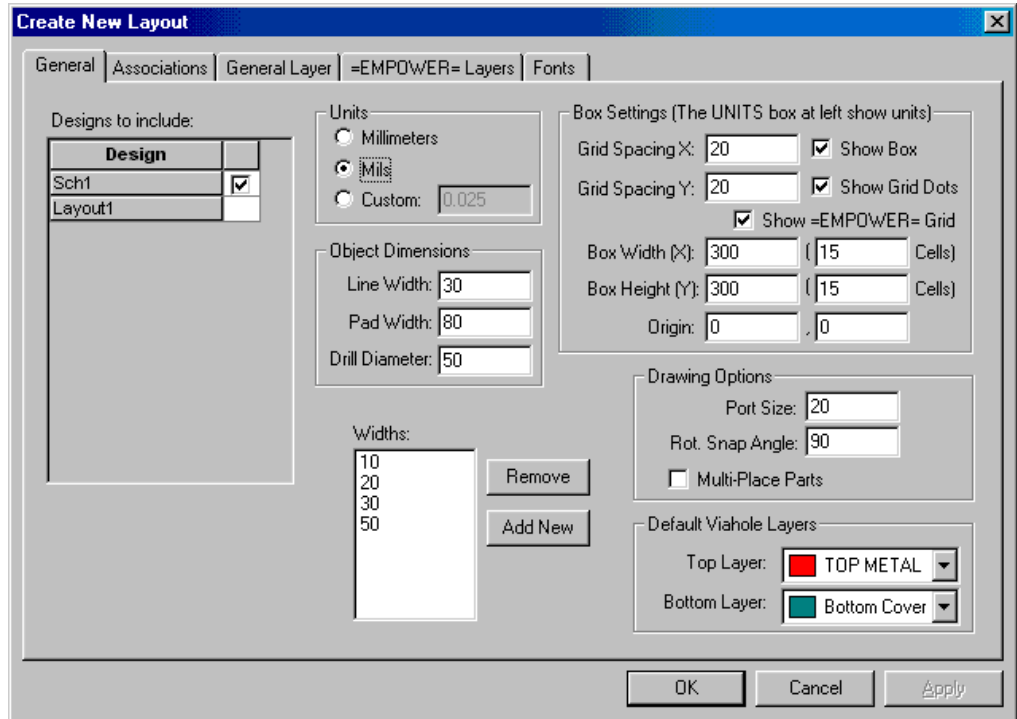 Create New Layout
General Associations General Layer =EMPOWER= Layers Fonts
Designs to include:
Design
Sch1
Layout1
Units
Millimeters
Mils
Custom: 0.025
Object Dimensions
Line Width: 30
Pad Width: 80
Drill Diameter: 50
Widths:
10
20
30
50
Remove
Add New
Box Settings (The UNITS box at left show units)
Grid Spacing X: 20 Show Box
Grid Spacing Y: 20 Show Grid Dots
Show =EMPOWER= Grid
Box Width (X): 300 ( 15 Cells)
Box Height (Y): 300 ( 15 Cells)
Origin: 0 , 0
Drawing Options
Port Size: 20
Rot. Snap Angle: 90
Multi-Place Parts
Default Viahole Layers
Top Layer: TOP METAL
Bottom Layer: Bottom Cover
OK Cancel Apply